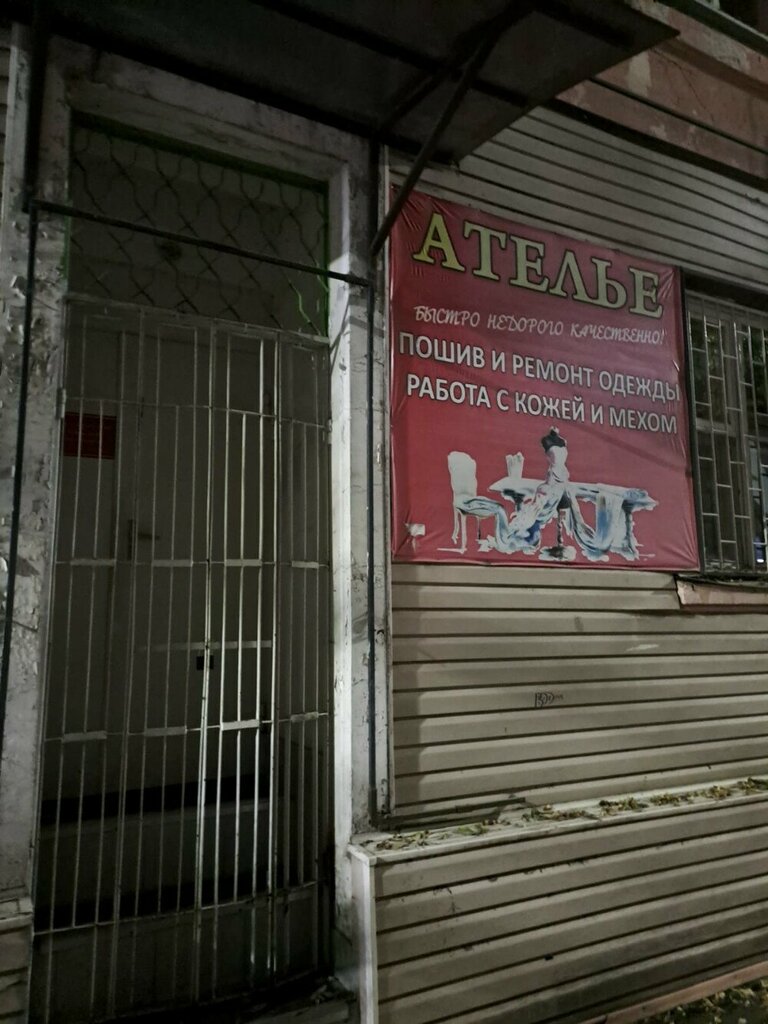 АТЕЛЬЕ
БЫСТРО НЕДОРОГО КАЧЕСТВЕННО!
ПОШИВ И РЕМОНТ ОДЕЖДЫ
РАБОТА С КОЖЕЙ И МЕХОМ